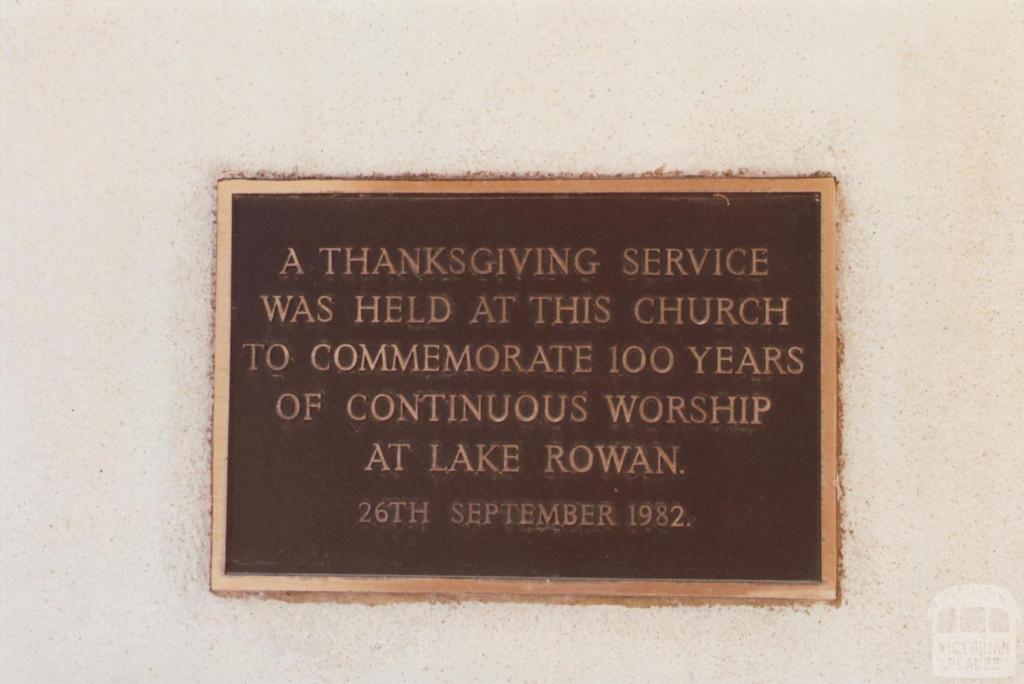 A THANKSGIVING SERVICE
WAS HELD AT THIS CHURCH
TO COMMEMORATE 100 YEARS
OF CONTINUOUS WORSHIP
AT LAKE ROWAN.
26TH SEPTEMBER 1982.
VICTORIAN
PLACES